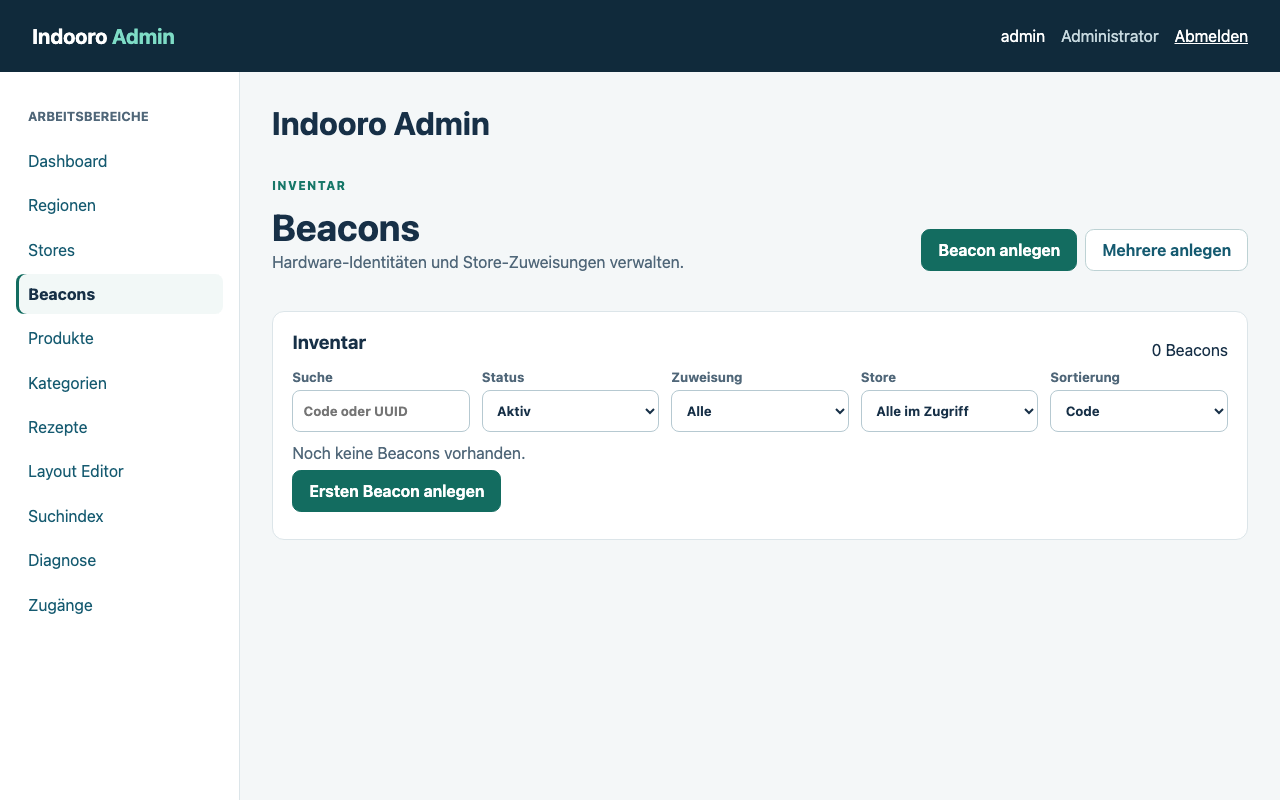 Indooro Admin
admin Administrator Abmelden
ARBEITSBEREICHE
Dashboard
Regionen
Stores
Beacons
Produkte
Kategorien
Rezepte
Layout Editor
Suchindex
Diagnose
Zugänge
Indooro Admin
INVENTAR
Beacons
Hardware-Identitäten und Store-Zuweisungen verwalten.
Beacon anlegen
Mehrere anlegen
Inventar
0 Beacons
Suche Status Zuweisung Store Sortierung
Code oder UUID Aktiv Alle Alle im Zugriff Code
Noch keine Beacons vorhanden.
Ersten Beacon anlegen